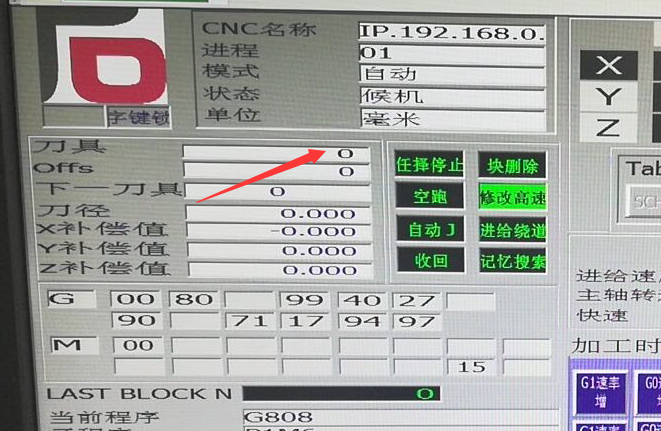 CNC名称 IP.192.168.0.
进程 01
模式 自动
状态 候机
单位 毫米
字键锁
X
Y
Z
刀具 0
Offs 0
下一刀具 0
刀径 0.000
X补偿值 -0.000
Y补偿值 0.000
Z补偿值 0.000
任择停止 块删除
空跑 修改高速
自动 J 进给绕道
收回 记忆搜索
Tab
SCH
G 00 80 99 40 27
90 71 17 94 97
M 00
15
进给速
主轴转
快速
加工时
G1速率增 G0
LAST BLOCK N 0
当前程序 G808